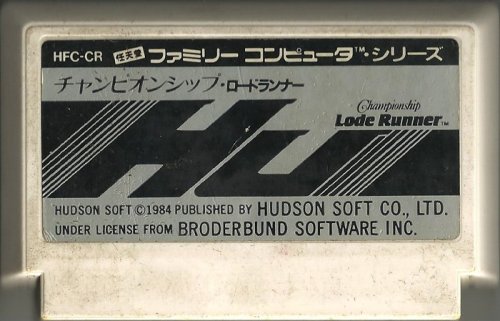 HFC-CR 任天堂 ファミリー コンピュータ™・シリーズ
チャンピオンシップ・ロードランナー
Championship
Lode Runner™
HUDSON SOFT ©1984 PUBLISHED BY HUDSON SOFT CO., LTD.
UNDER LICENSE FROM BRODERBUND SOFTWARE INC.